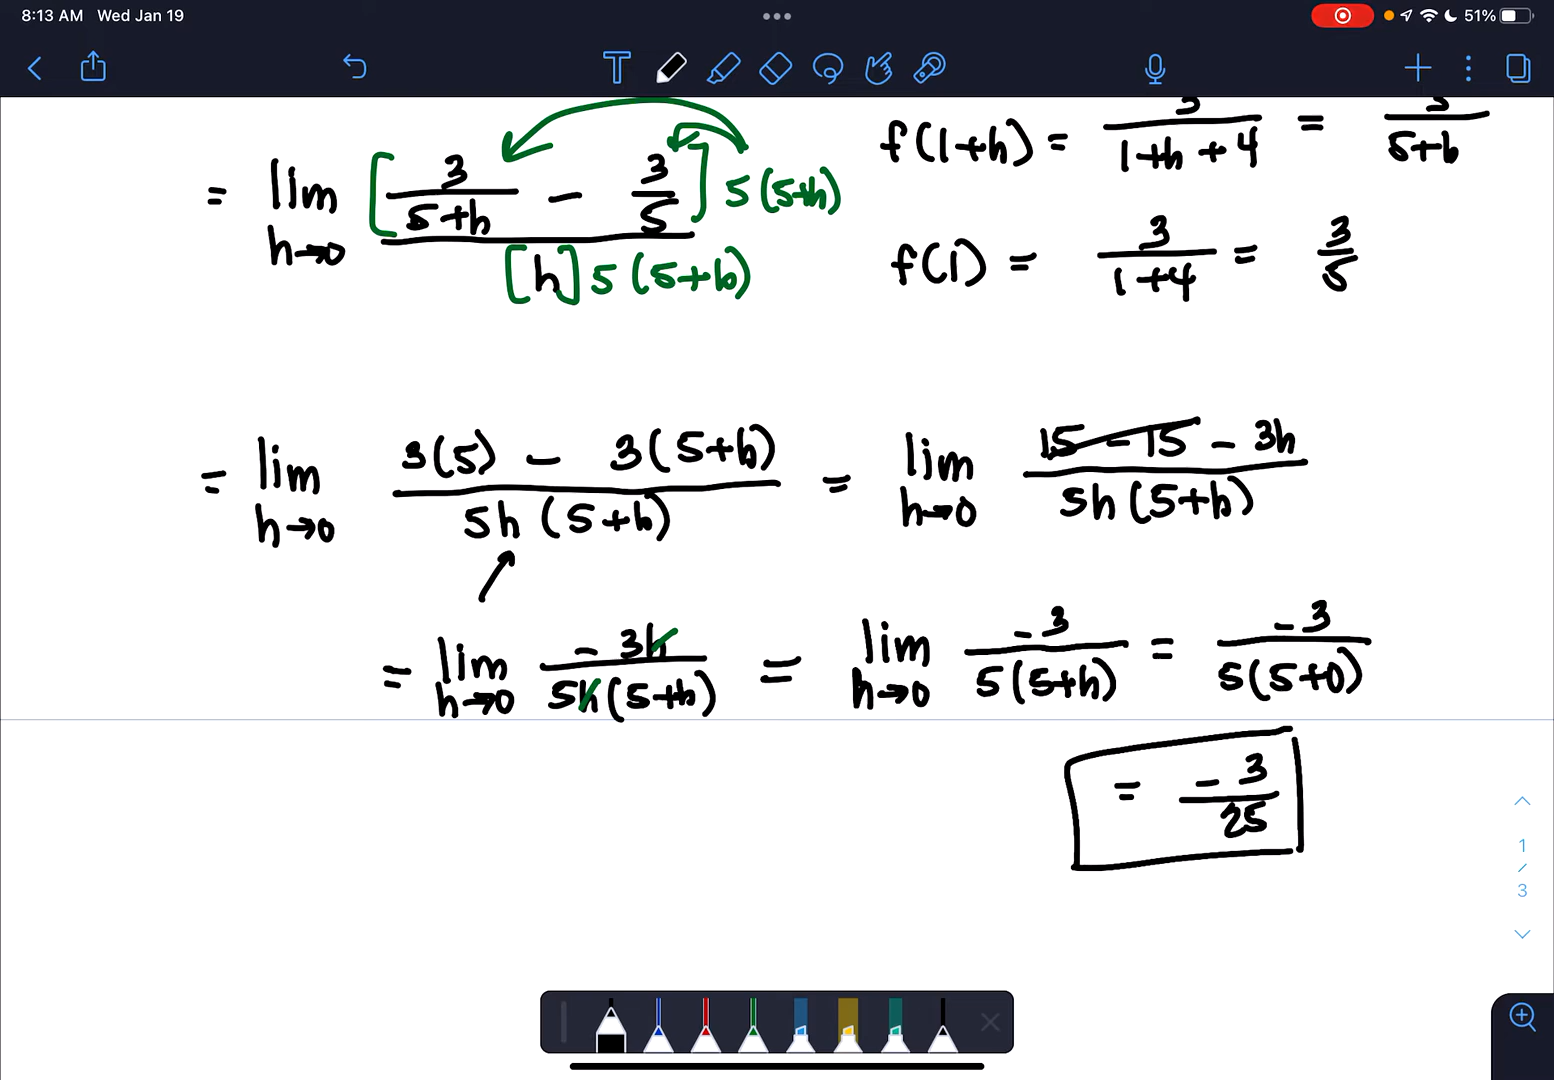 8:13 AM Wed Jan 19
51%
T
f(1+h) = 3/(1+h+4) = 3/(5+h)
= lim h→0 [3/(5+h) - 3/5] 5(5+h) / [h] 5(5+h)
f(1) = 3/(1+4) = 3/5
= lim h→0 (3(5) - 3(5+h))/(5h(5+h)) = lim h→0 (15 - 15 - 3h)/(5h(5+h))
= lim h→0 -3h/(5h(5+h)) = lim h→0 -3/(5(5+h)) = -3/(5(5+0))
= -3/25
1
/
3